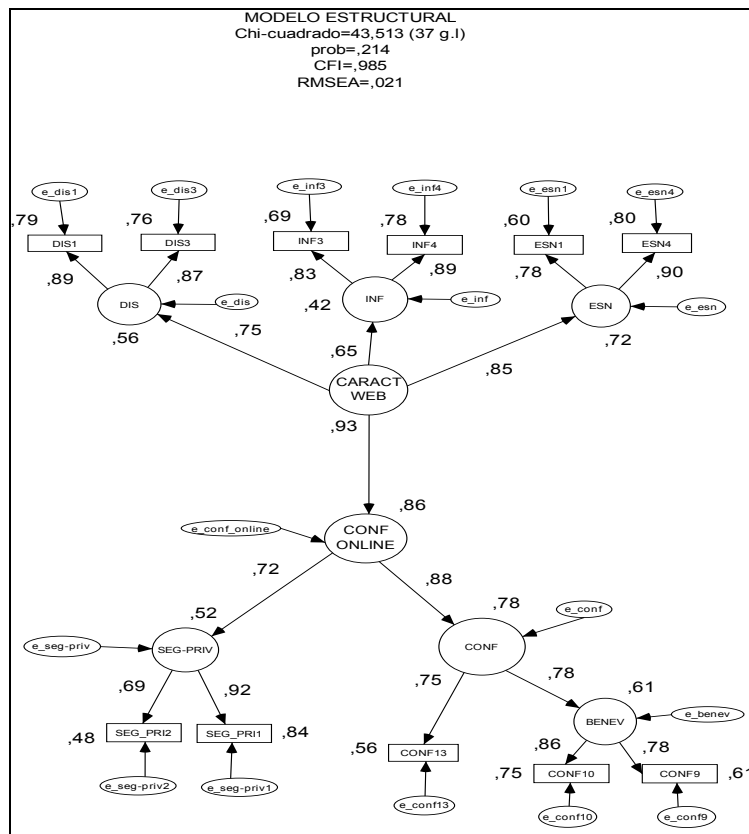 MODELO ESTRUCTURAL
Chi-cuadrado=43,513 (37 g.l)
prob=,214
CFI=,985
RMSEA=,021
e_dis1
e_dis3
e_inf3
e_inf4
e_esn1
e_esn4
,79
,76
,69
,78
,60
,80
DIS1
DIS3
INF3
INF4
ESN1
ESN4
,89
,87
,83
,89
,78
,90
DIS
e_dis
INF
e_inf
ESN
e_esn
,56
,42
,72
,75
,65
,85
CARACT
WEB
,93
,86
e_conf_online
CONF
ONLINE
,72
,88
,52
,78
e_conf
e_seg-priv
SEG-PRIV
CONF
,69
,92
,75
,78
,61
BENEV
e_benev
,48
SEG_PRI2
SEG_PRI1
,84
,56
CONF13
,86
,78
e_seg-priv2
e_seg-priv1
,75
CONF10
CONF9
,61
e_conf13
e_conf10
e_conf9